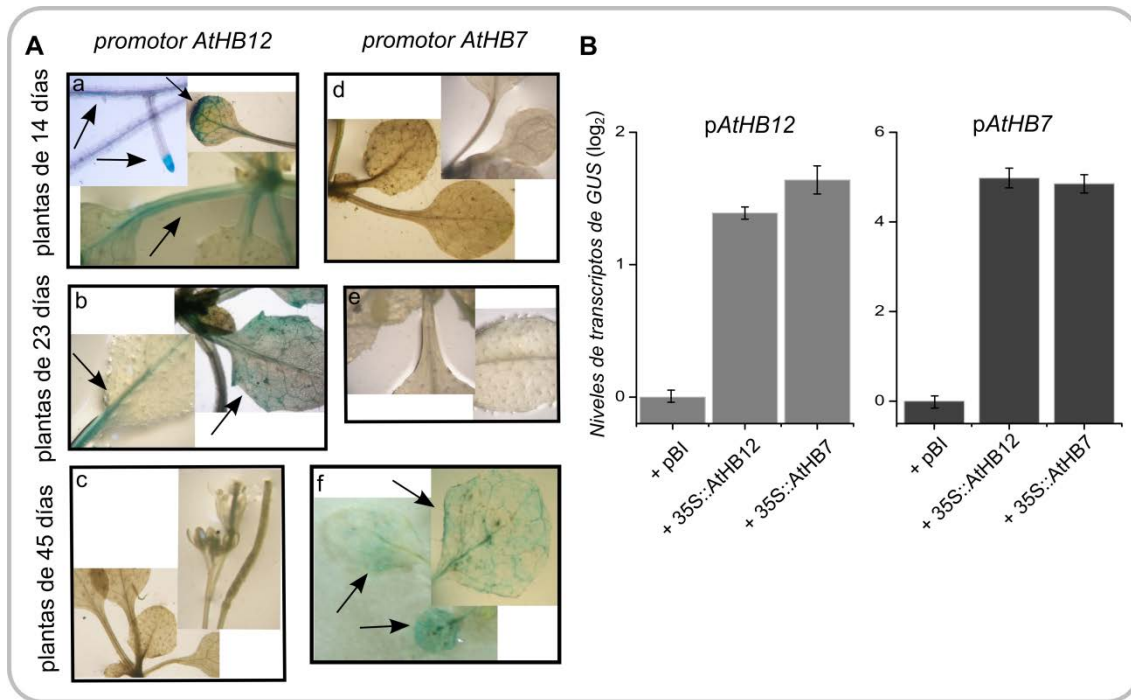 A
promotor AtHB12
promotor AtHB7
plantas de 14 días
a
d
plantas de 23 días
b
e
plantas de 45 días
c
f
B
Niveles de transcriptos de GUS (log2)
pAtHB12
2
1
0
+ pBI
+ 35S::AtHB12
+ 35S::AtHB7
pAtHB7
6
4
2
0
+ pBI
+ 35S::AtHB12
+ 35S::AtHB7